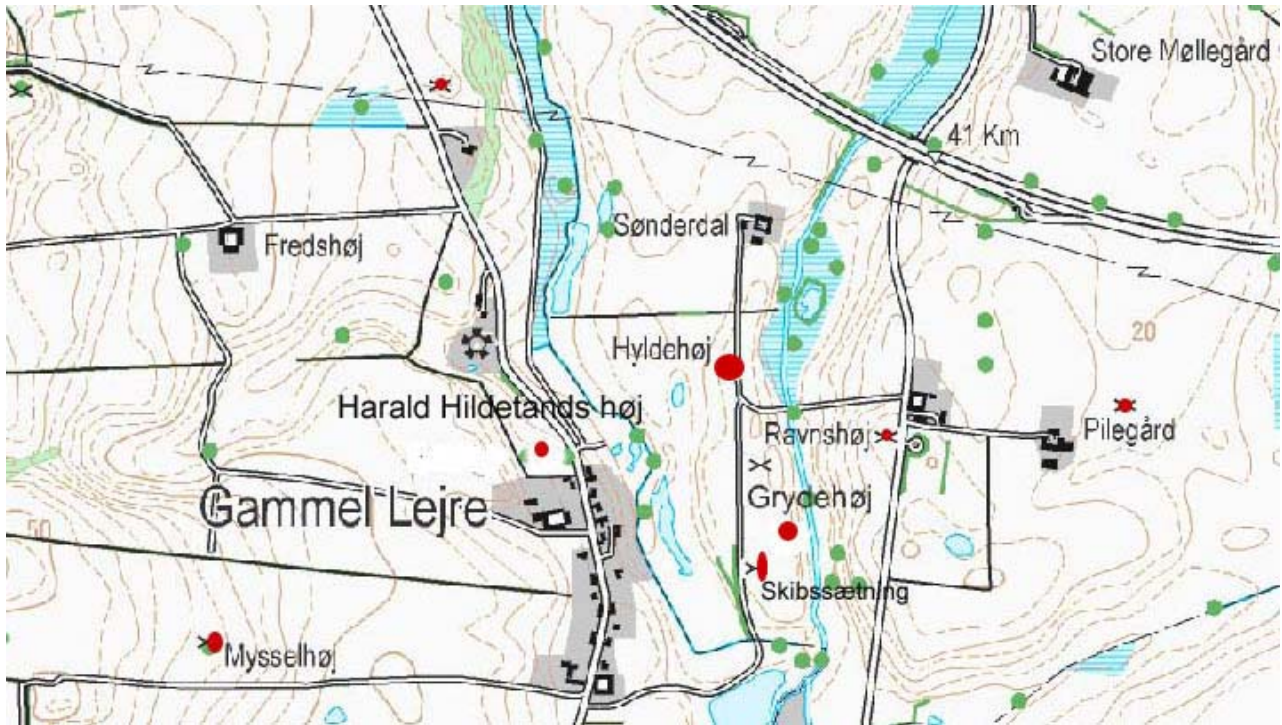 Store Møllegård
41 Km
Sønderdal
Fredshøj
20
Hyldehøj
Harald Hildetands høj
Ravnshøj
Pilegård
Gammel Lejre
Grydehøj
50
Skibssætning
Mysselhøj